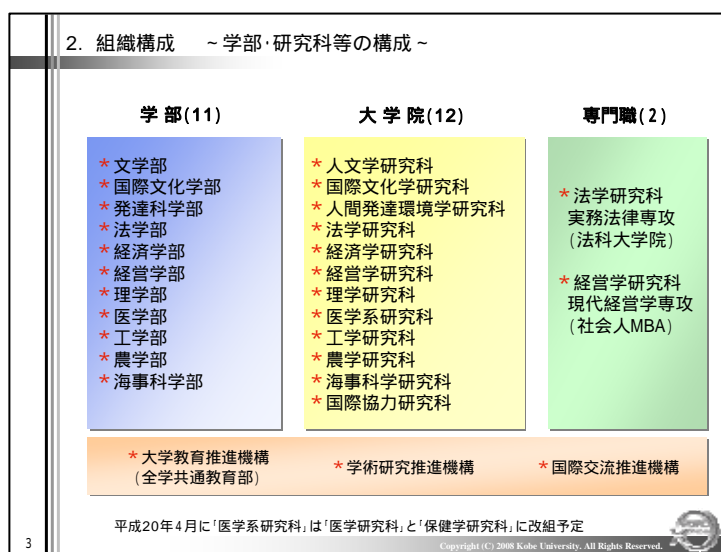 2. 組織構成 ～学部･研究科等の構成～
学 部(11)
＊文学部
＊国際文化学部
＊発達科学部
＊法学部
＊経済学部
＊経営学部
＊理学部
＊医学部
＊工学部
＊農学部
＊海事科学部
大 学 院(12)
＊人文学研究科
＊国際文化学研究科
＊人間発達環境学研究科
＊法学研究科
＊経済学研究科
＊経営学研究科
＊理学研究科
＊医学系研究科
＊工学研究科
＊農学研究科
＊海事科学研究科
＊国際協力研究科
専門職(2)
＊法学研究科
実務法律専攻
(法科大学院)
＊経営学研究科
現代経営学専攻
(社会人MBA)
＊大学教育推進機構
(全学共通教育部)
＊学術研究推進機構
＊国際交流推進機構
平成20年4月に｢医学系研究科｣は｢医学研究科｣と｢保健学研究科｣に改組予定
3
Copyright (C) 2008 Kobe University. All Rights Reserved.